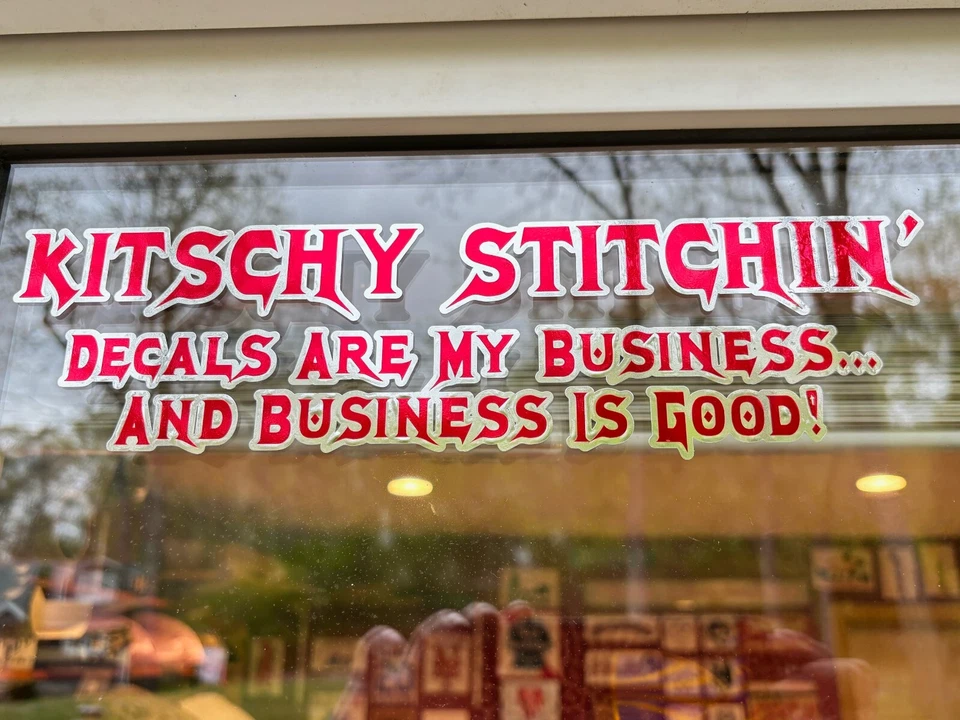 KITSCHY STITCHIN'
DECALS ARE MY BUSINESS...
AND BUSINESS IS GOOD!